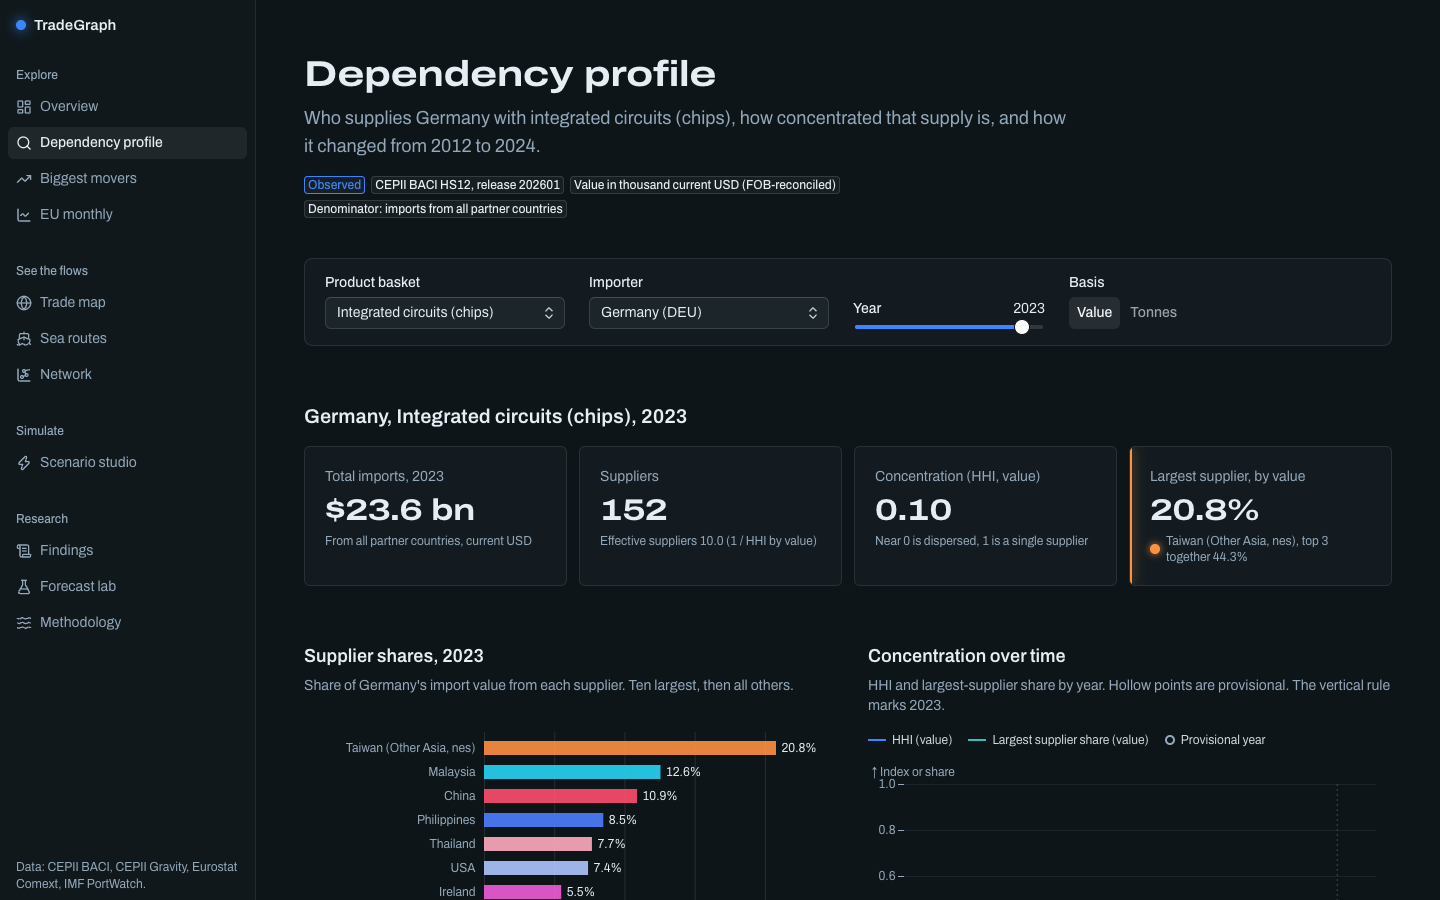 TradeGraph
Explore
Overview
Dependency profile
Biggest movers
EU monthly
See the flows
Trade map
Sea routes
Network
Simulate
Scenario studio
Research
Findings
Forecast lab
Methodology
Data: CEPII BACI, CEPII Gravity, Eurostat
Comext, IMF PortWatch.
Dependency profile
Who supplies Germany with integrated circuits (chips), how concentrated that supply is, and how
it changed from 2012 to 2024.
Observed CEPII BACI HS12, release 202601 Value in thousand current USD (FOB-reconciled)
Denominator: imports from all partner countries
Product basket
Integrated circuits (chips)
Importer
Germany (DEU)
Year 2023
Basis
Value Tonnes
Germany, Integrated circuits (chips), 2023
Total imports, 2023
$23.6 bn
From all partner countries, current USD
Suppliers
152
Effective suppliers 10.0 (1 / HHI by value)
Concentration (HHI, value)
0.10
Near 0 is dispersed, 1 is a single supplier
Largest supplier, by value
20.8%
Taiwan (Other Asia, nes), top 3
together 44.3%
Supplier shares, 2023
Share of Germany's import value from each supplier. Ten largest, then all others.
Taiwan (Other Asia, nes) 20.8%
Malaysia 12.6%
China 10.9%
Philippines 8.5%
Thailand 7.7%
USA 7.4%
Ireland 5.5%
Concentration over time
HHI and largest-supplier share by year. Hollow points are provisional. The vertical rule
marks 2023.
HHI (value) Largest supplier share (value) Provisional year
↑ Index or share
1.0
0.8
0.6